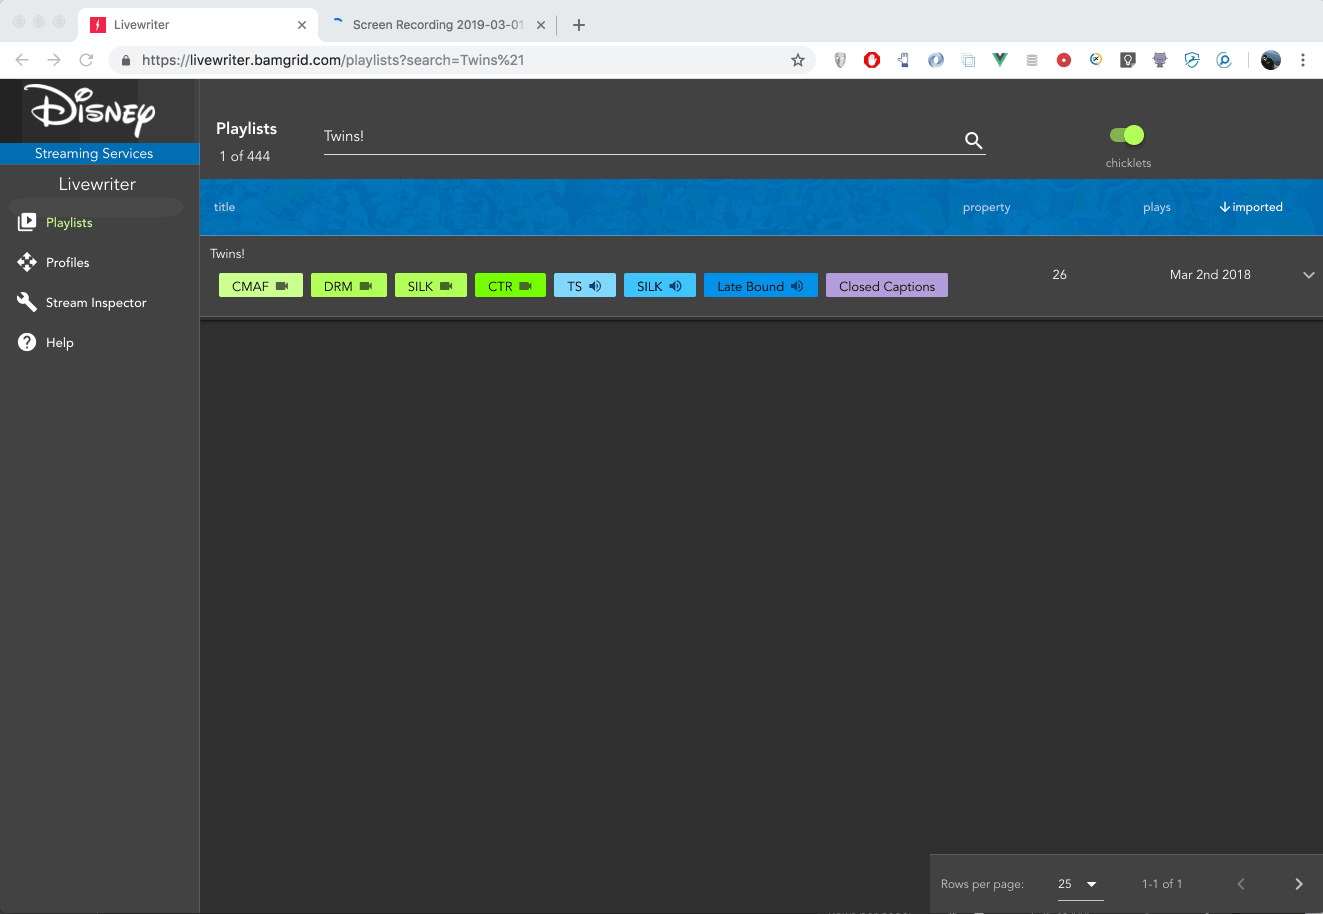 Livewriter
Screen Recording 2019-03-01
https://livewriter.bamgrid.com/playlists?search=Twins%21
Disney
Streaming Services
Livewriter
Playlists
Profiles
Stream Inspector
Help
Playlists
1 of 444
Twins!
chicklets
title property plays imported
Twins!
CMAF DRM SILK CTR TS SILK Late Bound Closed Captions
26 Mar 2nd 2018
Rows per page: 25 1-1 of 1